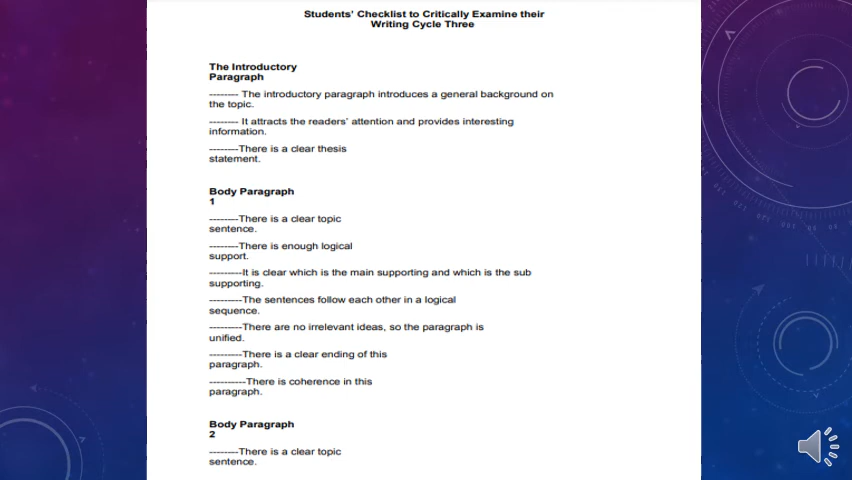 Students' Checklist to Critically Examine their
Writing Cycle Three
The Introductory
Paragraph
-------- The introductory paragraph introduces a general background on
the topic.
-------- It attracts the readers' attention and provides interesting
information.
--------There is a clear thesis
statement.
Body Paragraph
1
--------There is a clear topic
sentence.
--------There is enough logical
support.
---------It is clear which is the main supporting and which is the sub
supporting.
---------The sentences follow each other in a logical
sequence.
---------There are no irrelevant ideas, so the paragraph is
unified.
---------There is a clear ending of this
paragraph.
----------There is coherence in this
paragraph.
Body Paragraph
2
--------There is a clear topic
sentence.